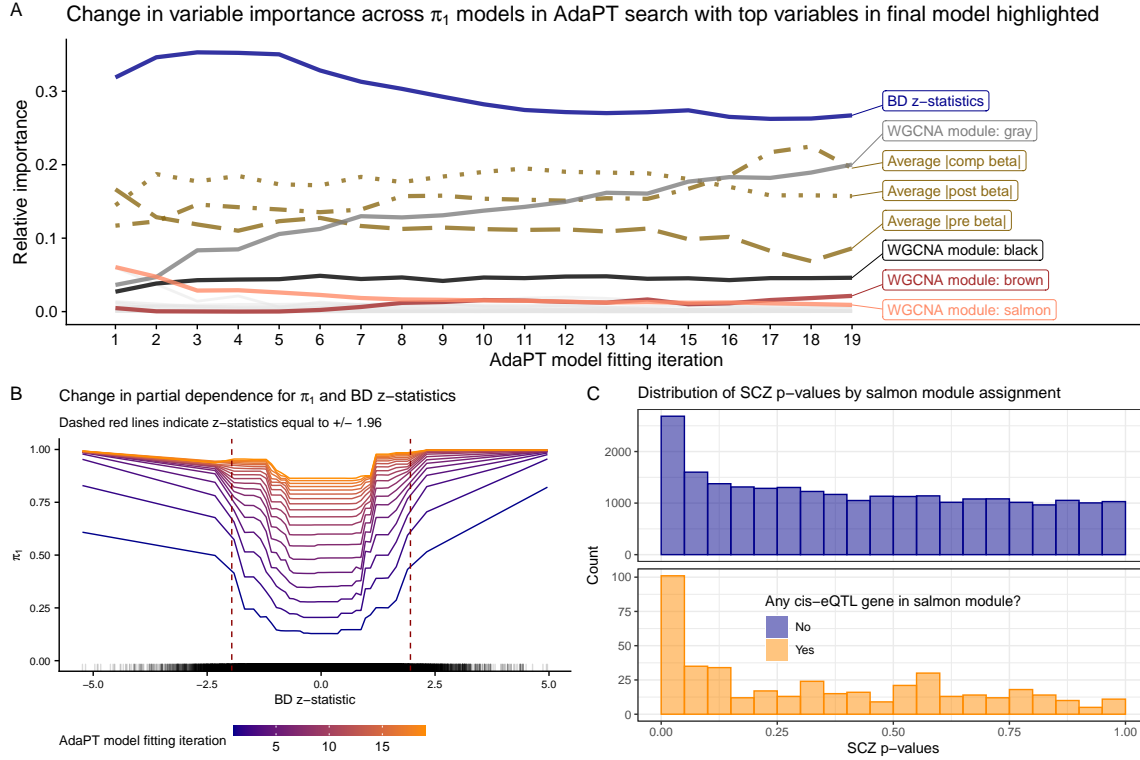 A
Change in variable importance across π₁ models in AdaPT search with top variables in final model highlighted
Relative importance
0.3
0.2
0.1
0.0
BD z−statistics
WGCNA module: gray
Average |comp beta|
Average |post beta|
Average |pre beta|
WGCNA module: black
WGCNA module: brown
WGCNA module: salmon
1 2 3 4 5 6 7 8 9 10 11 12 13 14 15 16 17 18 19
AdaPT model fitting iteration
B
Change in partial dependence for π₁ and BD z−statistics
Dashed red lines indicate z−statistics equal to +/− 1.96
π₁
1.00
0.75
0.50
0.25
0.00
−5.0 −2.5 0.0 2.5 5.0
BD z−statistic
AdaPT model fitting iteration
5 10 15
C
Distribution of SCZ p−values by salmon module assignment
Count
2000
1000
0
100
75
50
25
0
Any cis−eQTL gene in salmon module?
No
Yes
0.00 0.25 0.50 0.75 1.00
SCZ p−values